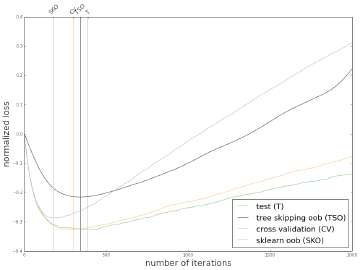 SKO CV TSO T
0.4
0.3
0.2
0.1
0.0
−0.1
−0.2
−0.3
−0.4
normalized loss
0 500 1000 1500 2000
number of iterations
test (T)
tree skipping oob (TSO)
cross validation (CV)
sklearn oob (SKO)